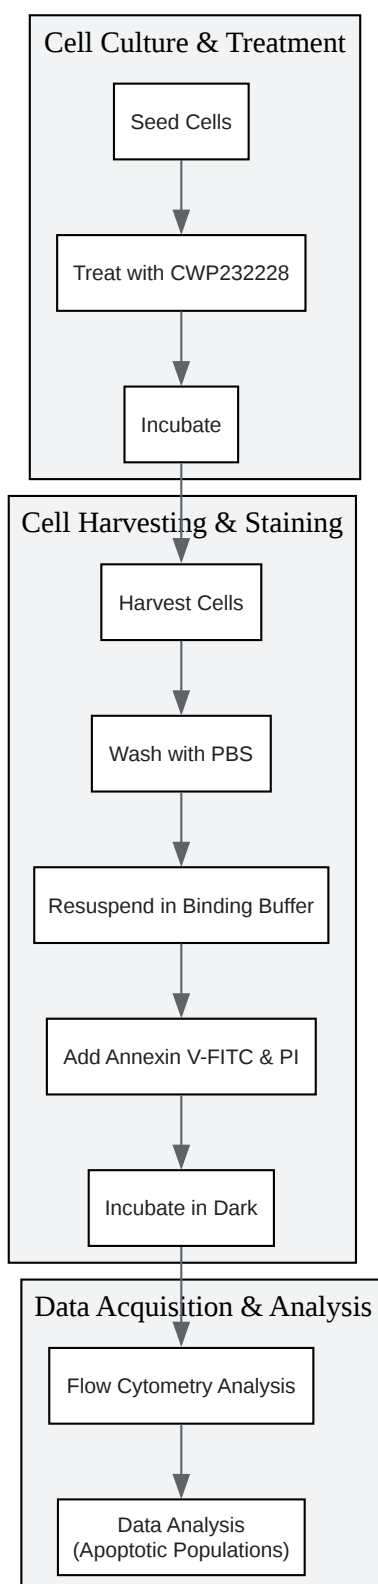 Cell Culture & Treatment
Seed Cells
Treat with CWP232228
Incubate
Cell Harvesting & Staining
Harvest Cells
Wash with PBS
Resuspend in Binding Buffer
Add Annexin V-FITC & PI
Incubate in Dark
Data Acquisition & Analysis
Flow Cytometry Analysis
Data Analysis
(Apoptotic Populations)